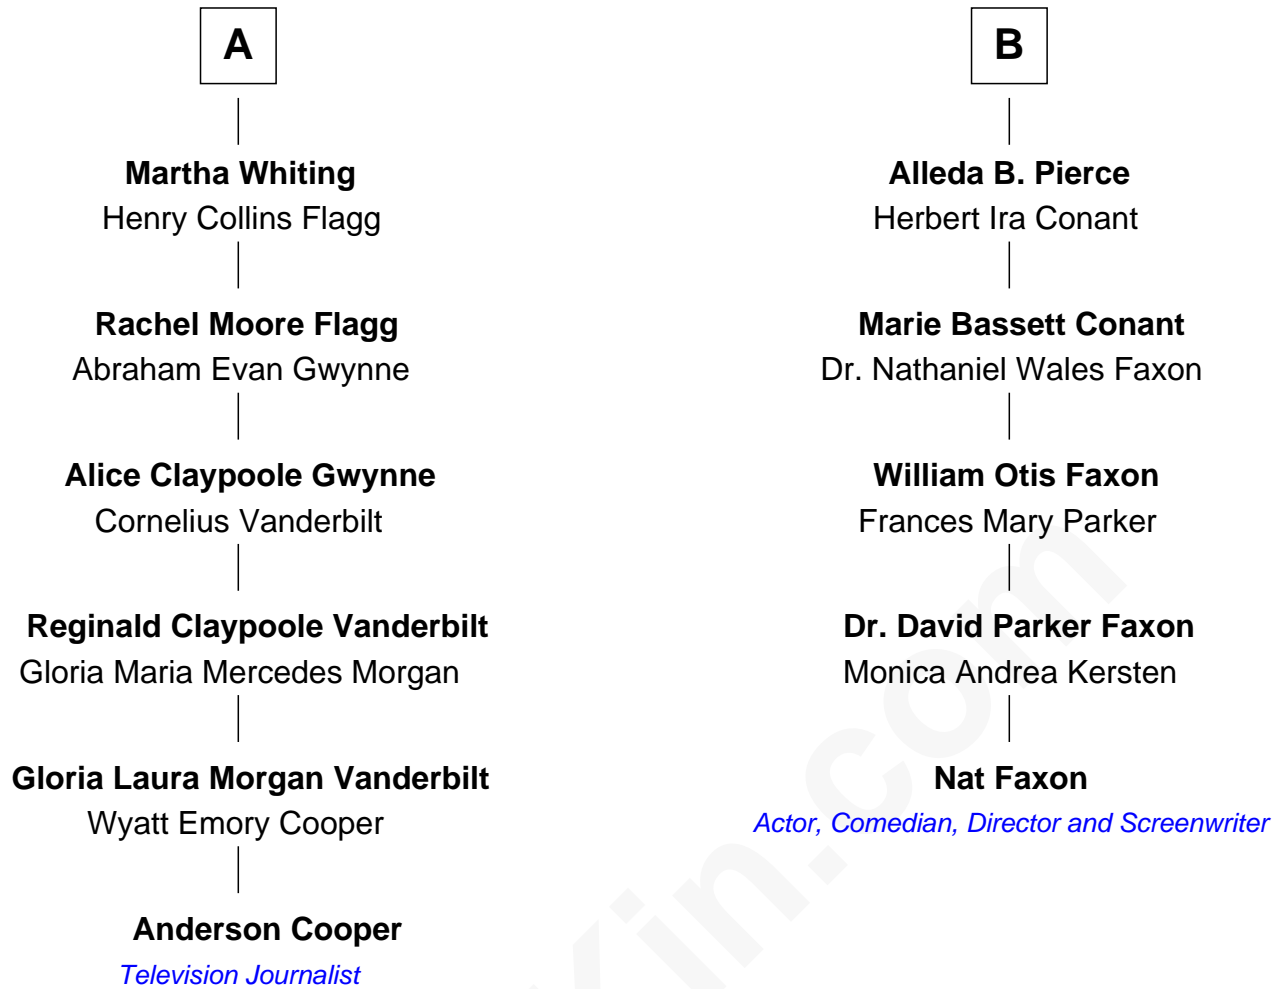 A
Martha Whiting
Henry Collins Flagg
Rachel Moore Flagg
Abraham Evan Gwynne
Alice Claypoole Gwynne
Cornelius Vanderbilt
Reginald Claypoole Vanderbilt
Gloria Maria Mercedes Morgan
Gloria Laura Morgan Vanderbilt
Wyatt Emory Cooper
Anderson Cooper
Television Journalist
B
Alleda B. Pierce
Herbert Ira Conant
Marie Bassett Conant
Dr. Nathaniel Wales Faxon
William Otis Faxon
Frances Mary Parker
Dr. David Parker Faxon
Monica Andrea Kersten
Nat Faxon
Actor, Comedian, Director and Screenwriter
Kin.com